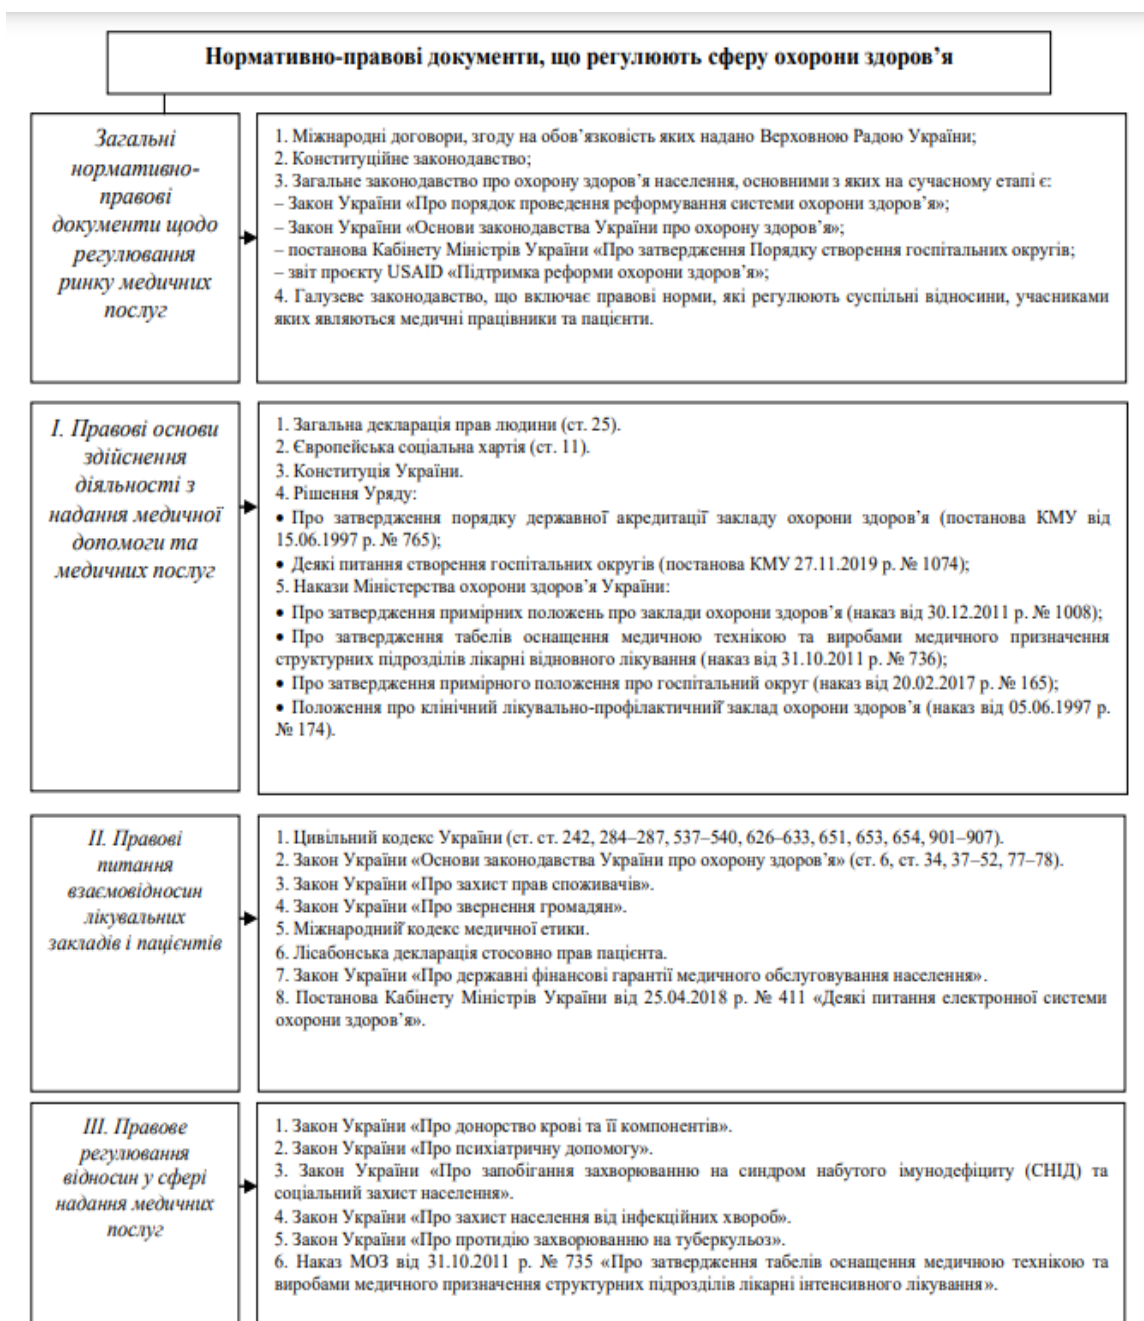 Нормативно-правові документи, що регулюють сферу охорони здоров’я
Загальні
нормативно-
правові
документи щодо
регулювання
ринку медичних
послуг
1. Міжнародні договори, згоду на обов’язковість яких надано Верховною Радою України;
2. Конституційне законодавство;
3. Загальне законодавство про охорону здоров’я населення, основними з яких на сучасному етапі є:
– Закон України «Про порядок проведення реформування системи охорони здоров’я»;
– Закон України «Основи законодавства України про охорону здоров’я»;
– постанова Кабінету Міністрів України «Про затвердження Порядку створення госпітальних округів;
– звіт проєкту USAID «Підтримка реформи охорони здоров’я»;
4. Галузеве законодавство, що включає правові норми, які регулюють суспільні відносини, учасниками
яких являються медичні працівники та пацієнти.
І. Правові основи
здійснення
діяльності з
надання медичної
допомоги та
медичних послуг
1. Загальна декларація прав людини (ст. 25).
2. Європейська соціальна хартія (ст. 11).
3. Конституція України.
4. Рішення Уряду:
• Про затвердження порядку державної акредитації закладу охорони здоров’я (постанова КМУ від
15.06.1997 р. № 765);
• Деякі питання створення госпітальних округів (постанова КМУ 27.11.2019 р. № 1074);
5. Накази Міністерства охорони здоров’я України:
• Про затвердження примірних положень про заклади охорони здоров’я (наказ від 30.12.2011 р. № 1008);
• Про затвердження табелів оснащення медичною технікою та виробами медичного призначення
структурних підрозділів лікарні відновного лікування (наказ від 31.10.2011 р. № 736);
• Про затвердження примірного положення про госпітальний округ (наказ від 20.02.2017 р. № 165);
• Положення про клінічний лікувально-профілактичний заклад охорони здоров’я (наказ від 05.06.1997 р.
№ 174).
ІІ. Правові
питання
взаємовідносин
лікувальних
закладів і пацієнтів
1. Цивільний кодекс України (ст. ст. 242, 284–287, 537–540, 626–633, 651, 653, 654, 901–907).
2. Закон України «Основи законодавства України про охорону здоров’я» (ст. 6, ст. 34, 37–52, 77–78).
3. Закон України «Про захист прав споживачів».
4. Закон України «Про звернення громадян».
5. Міжнародний кодекс медичної етики.
6. Лісабонська декларація стосовно прав пацієнта.
7. Закон України «Про державні фінансові гарантії медичного обслуговування населення».
8. Постанова Кабінету Міністрів України від 25.04.2018 р. № 411 «Деякі питання електронної системи
охорони здоров’я».
ІІІ. Правове
регулювання
відносин у сфері
надання медичних
послуг
1. Закон України «Про донорство крові та її компонентів».
2. Закон України «Про психіатричну допомогу».
3. Закон України «Про запобігання захворюванню на синдром набутого імунодефіциту (СНІД) та
соціальний захист населення».
4. Закон України «Про захист населення від інфекційних хвороб».
5. Закон України «Про протидію захворюванню на туберкульоз».
6. Наказ МОЗ від 31.10.2011 р. № 735 «Про затвердження табелів оснащення медичною технікою та
виробами медичного призначення структурних підрозділів лікарні інтенсивного лікування».